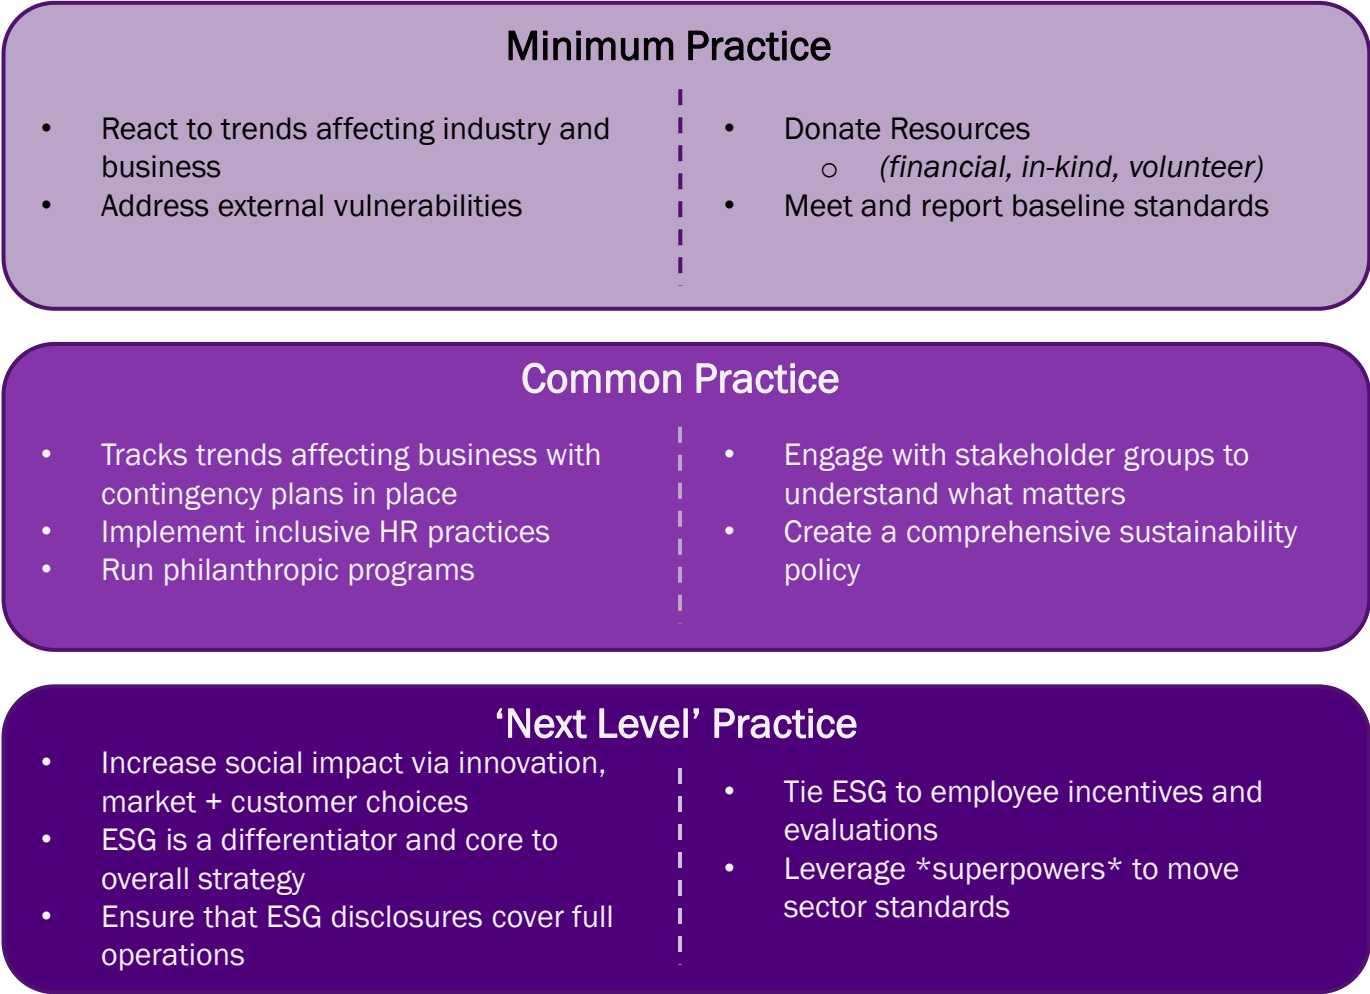 Minimum Practice
• React to trends affecting industry and
business
• Address external vulnerabilities
• Donate Resources
o (financial, in-kind, volunteer)
• Meet and report baseline standards
Common Practice
• Tracks trends affecting business with
contingency plans in place
• Implement inclusive HR practices
• Run philanthropic programs
• Engage with stakeholder groups to
understand what matters
• Create a comprehensive sustainability
policy
‘Next Level’ Practice
• Increase social impact via innovation,
market + customer choices
• ESG is a differentiator and core to
overall strategy
• Ensure that ESG disclosures cover full
operations
• Tie ESG to employee incentives and
evaluations
• Leverage *superpowers* to move
sector standards